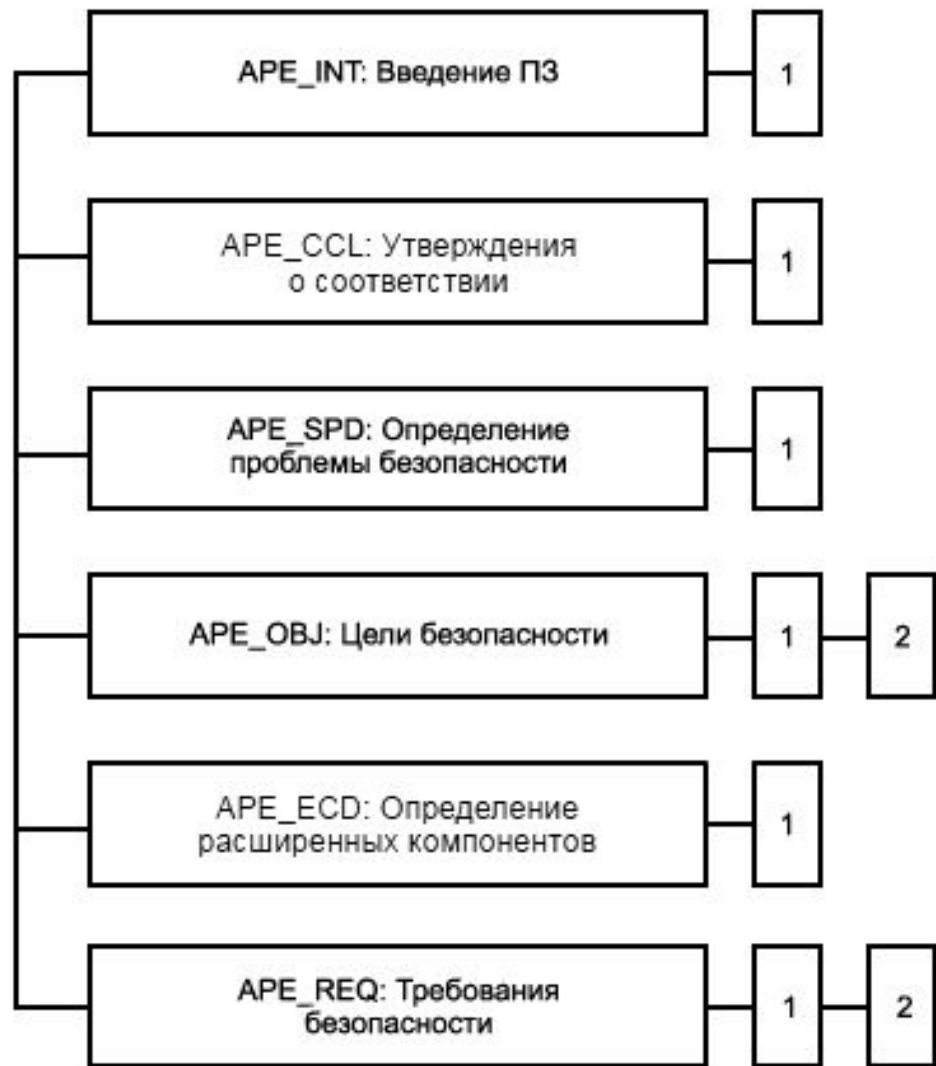 APE_INT: Введение ПЗ
1
APE_CCL: Утверждения
о соответствии
1
APE_SPD: Определение
проблемы безопасности
1
APE_OBJ: Цели безопасности
1
2
APE_ECD: Определение
расширенных компонентов
1
APE_REQ: Требования
безопасности
1
2